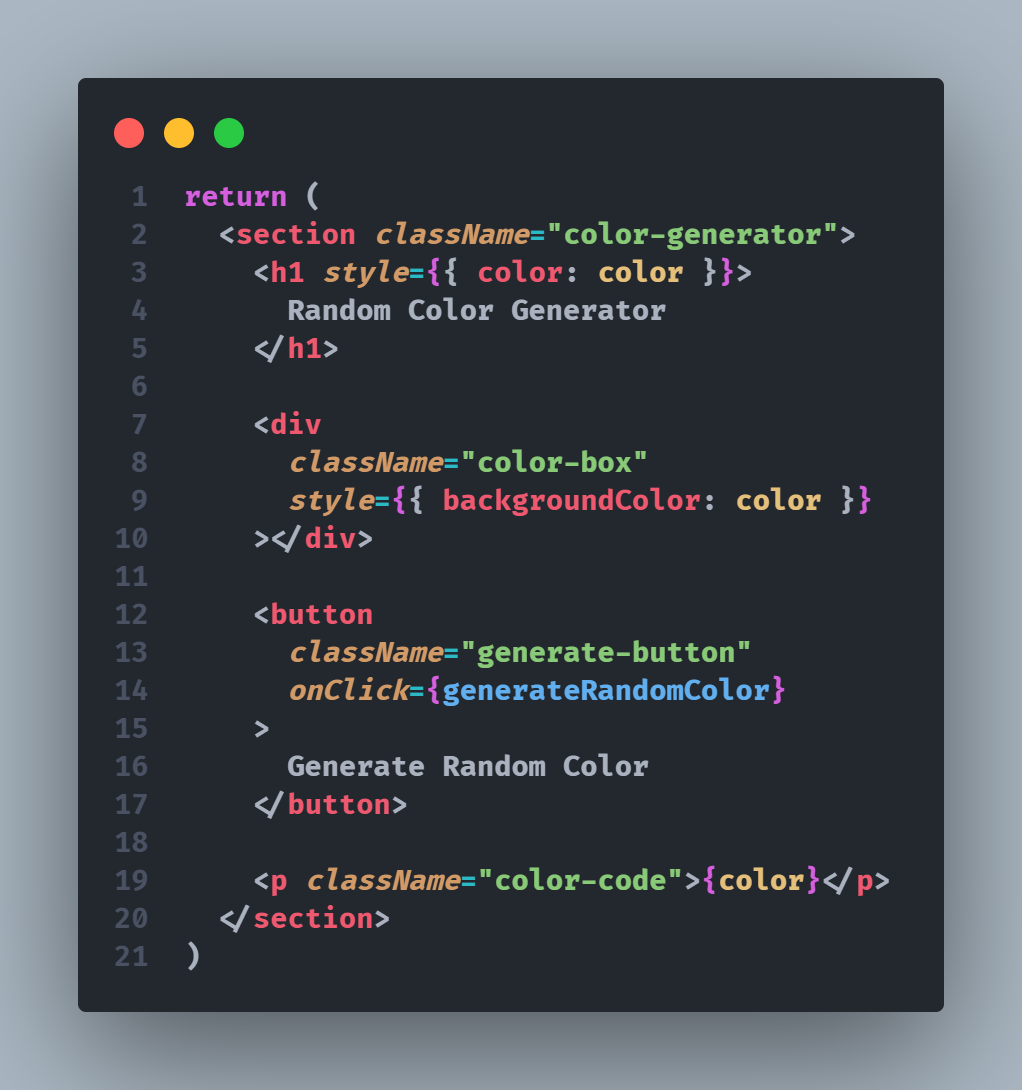 1 return (
2   <section className="color-generator">
3     <h1 style={{ color: color }}>
4       Random Color Generator
5     </h1>
6
7     <div
8       className="color-box"
9       style={{ backgroundColor: color }}
10     ></div>
11
12     <button
13       className="generate-button"
14       onClick={generateRandomColor}
15     >
16       Generate Random Color
17     </button>
18
19     <p className="color-code">{color}</p>
20   </section>
21 )